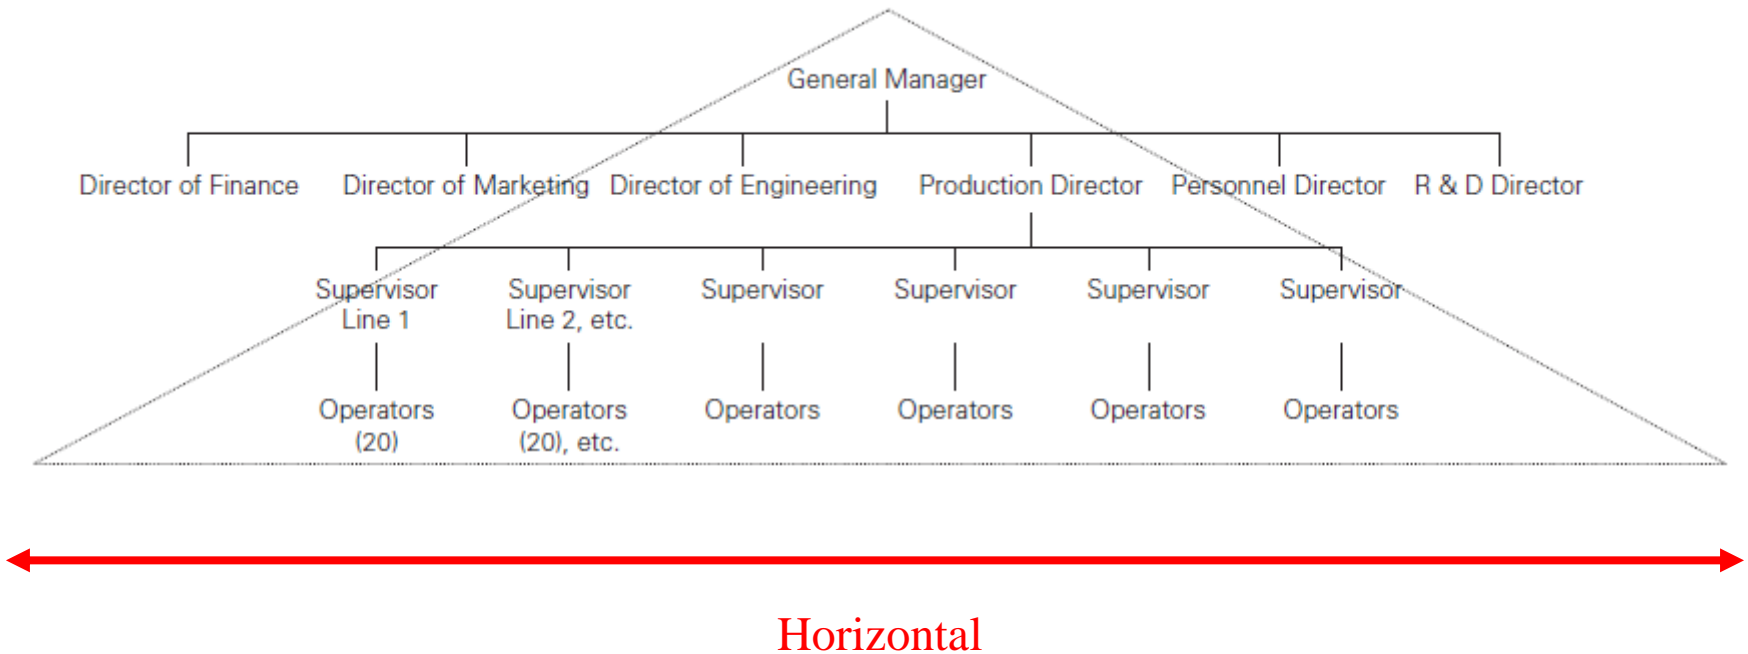 General Manager
Director of Finance
Director of Marketing
Director of Engineering
Production Director
Personnel Director
R & D Director
Supervisor
Line 1
Supervisor
Line 2, etc.
Supervisor
Supervisor
Supervisor
Supervisor
Operators
(20)
Operators
(20), etc.
Operators
Operators
Operators
Operators
Horizontal